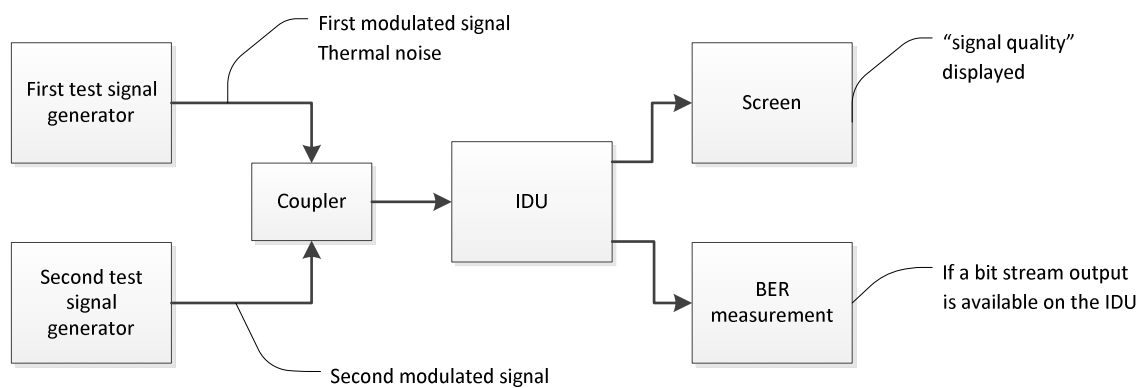 First modulated signal
Thermal noise
First test signal
generator
Screen
“signal quality”
displayed
Coupler
IDU
Second test
signal
generator
BER
measurement
If a bit stream output
is available on the IDU
Second modulated signal